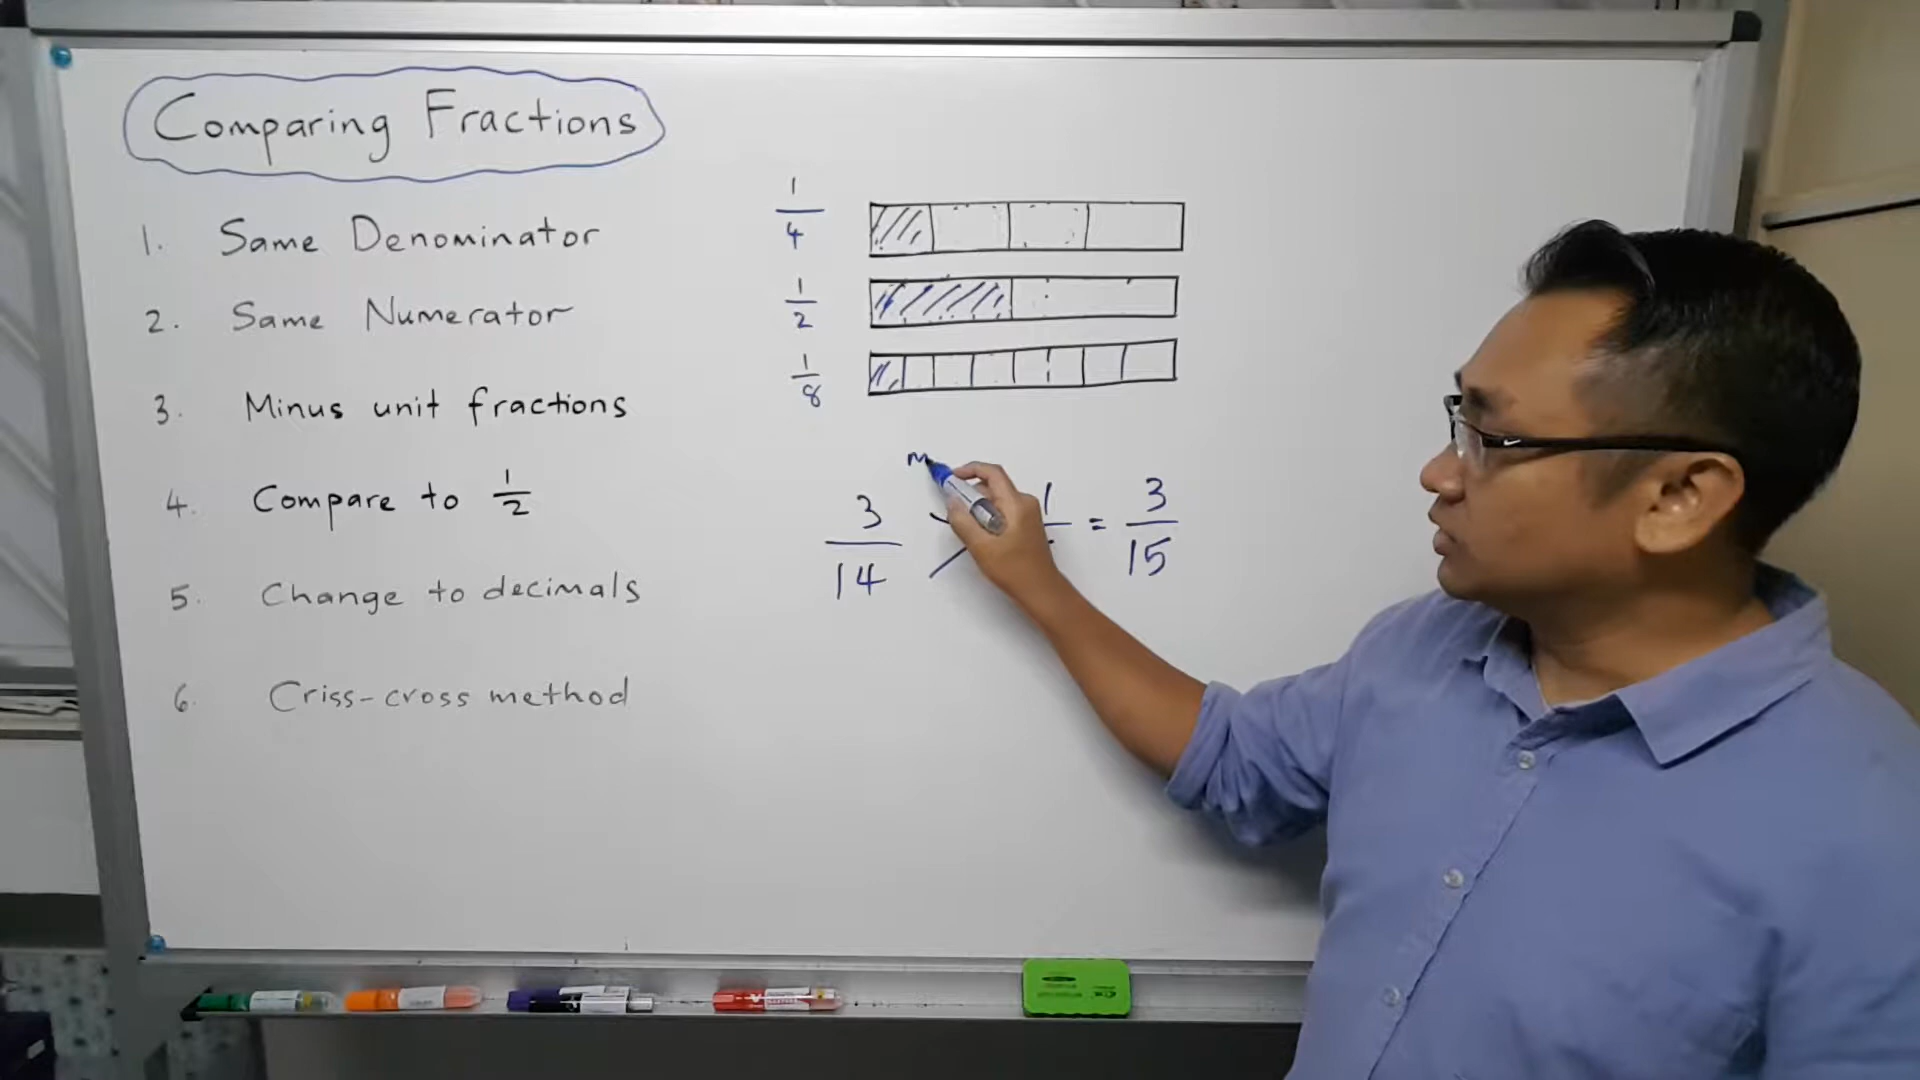 Comparing Fractions
1. Same Denominator
2. Same Numerator
3. Minus unit fractions
4. Compare to 1/2
5. Change to decimals
6. Criss-cross method
1/4
1/2
1/8
m
3/14
1
= 3/15